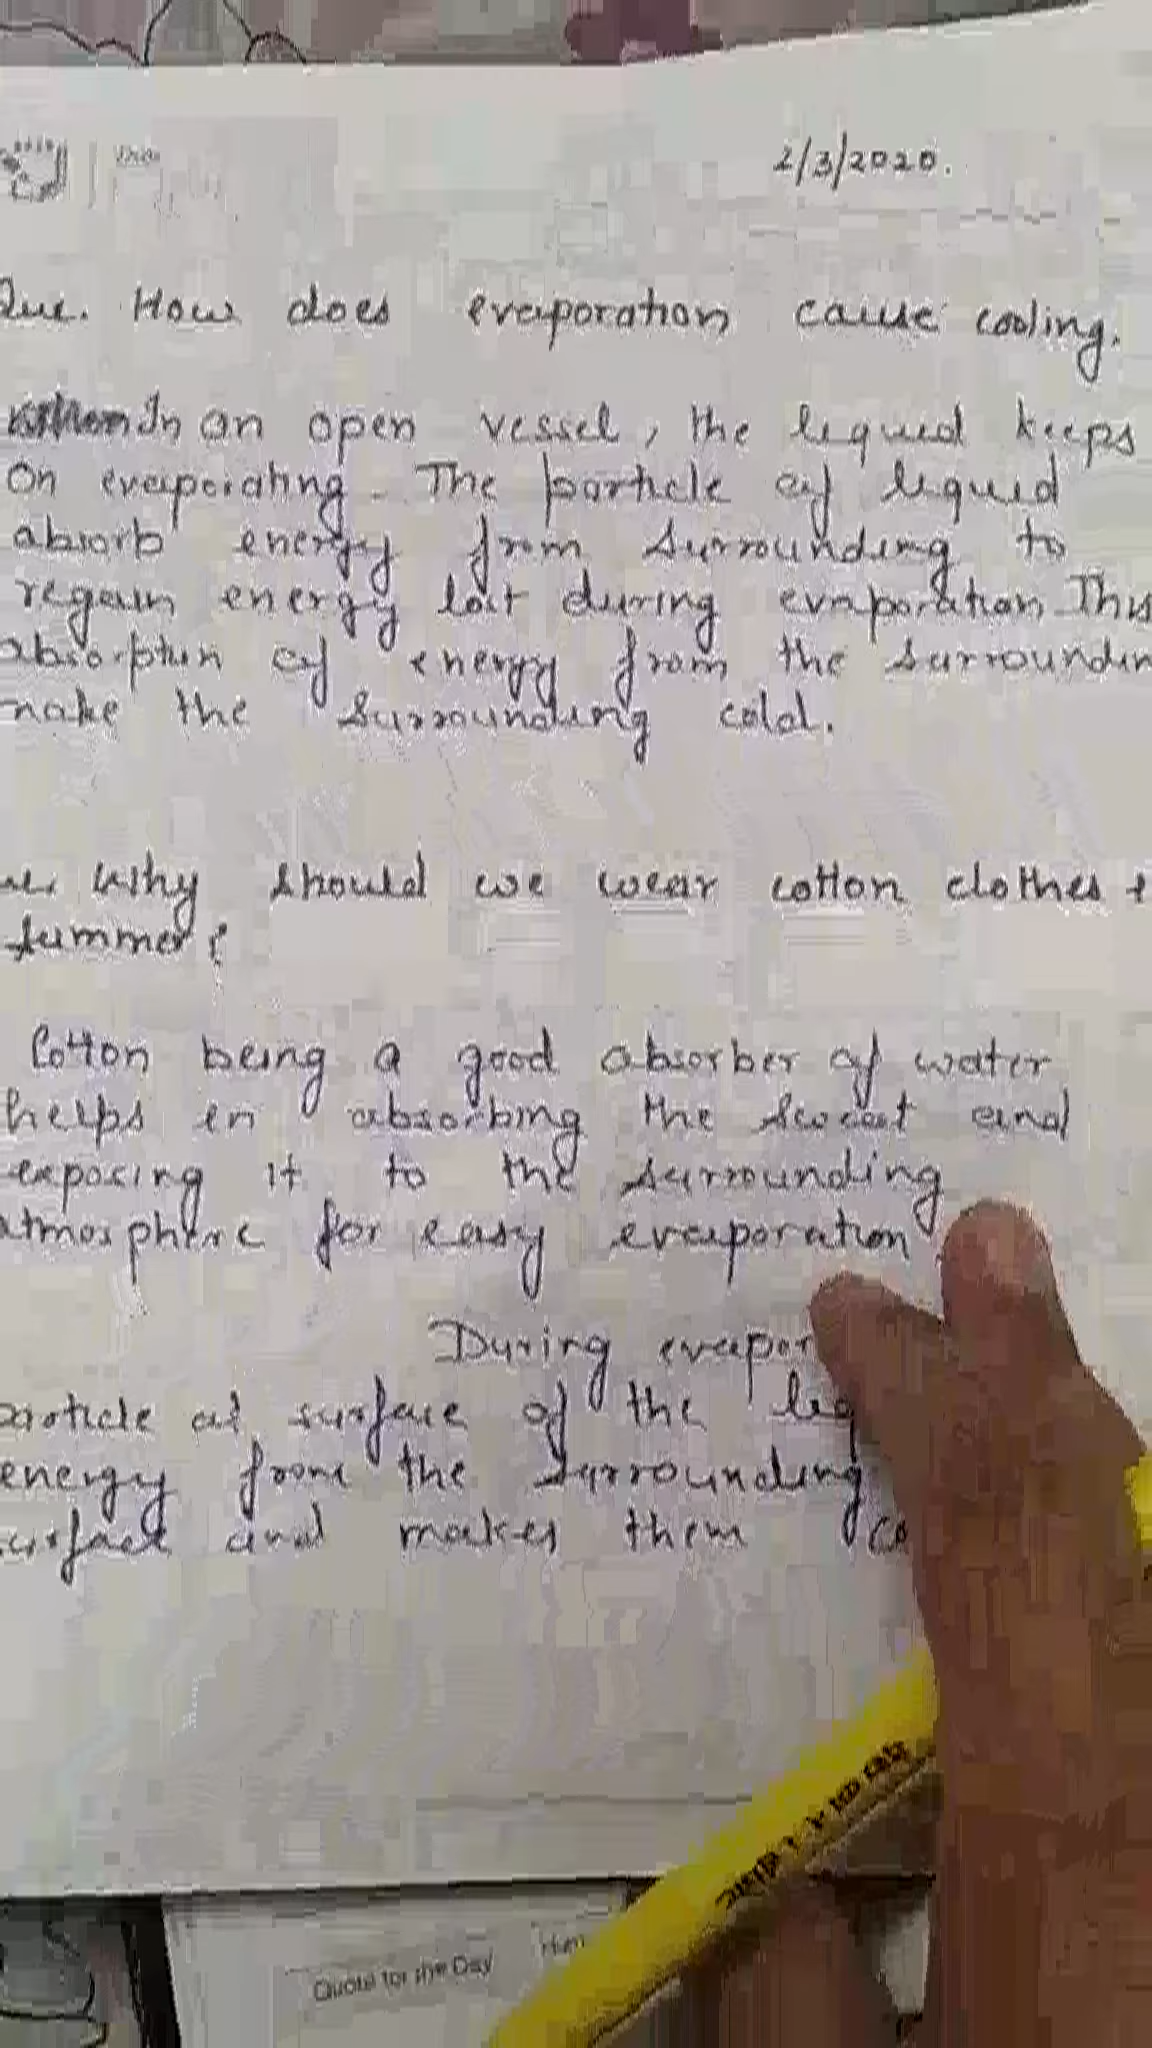 Date
2/3/2020.
Que. How does evaporation cause cooling.
In an open vessel, the liquid keeps
On evaporating. The particle of liquid
absorb energy from surrounding to
regain energy lost during evaporation This
absorption of energy from the surroundin
make the surrounding cold.
Why should we wear cotton clothes
summer?
Cotton being a good absorber of water
helps in absorbing the sweat and
exposing it to the surrounding
atmosphere for easy evaporation
During evapor
particle at surface of the liq
energy from the surrounding
surface and makes them co
Quote for the Day